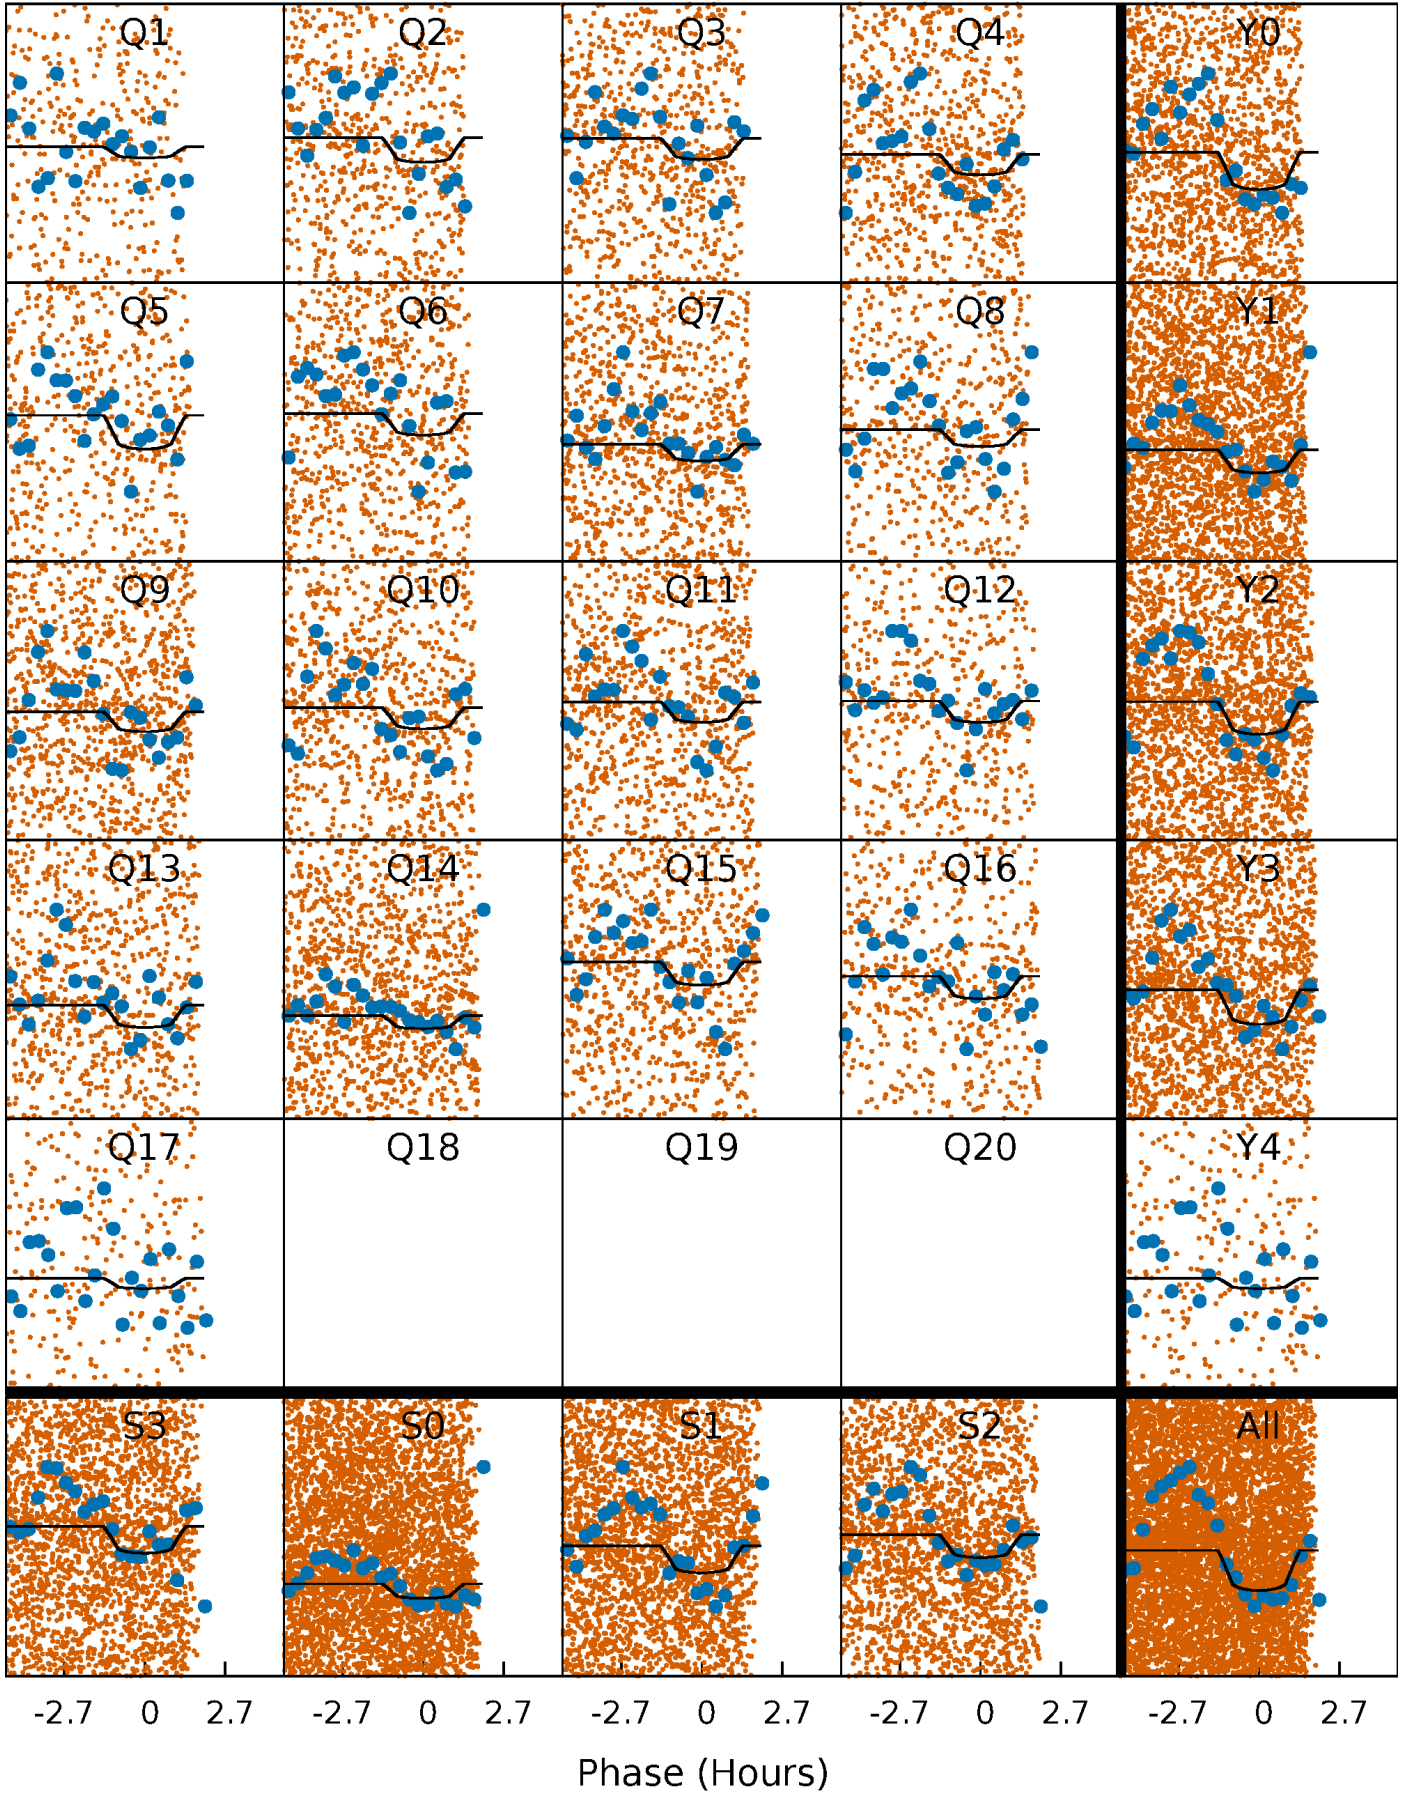 Q1 Q2 Q3 Q4 Y0
Q5 Q6 Q7 Q8 Y1
Q9 Q10 Q11 Q12 Y2
Q13 Q14 Q15 Q16 Y3
Q17 Q18 Q19 Q20 Y4
S3 S0 S1 S2 All
-2.7 0 2.7 -2.7 0 2.7 -2.7 0 2.7 -2.7 0 2.7 -2.7 0 2.7
Phase (Hours)